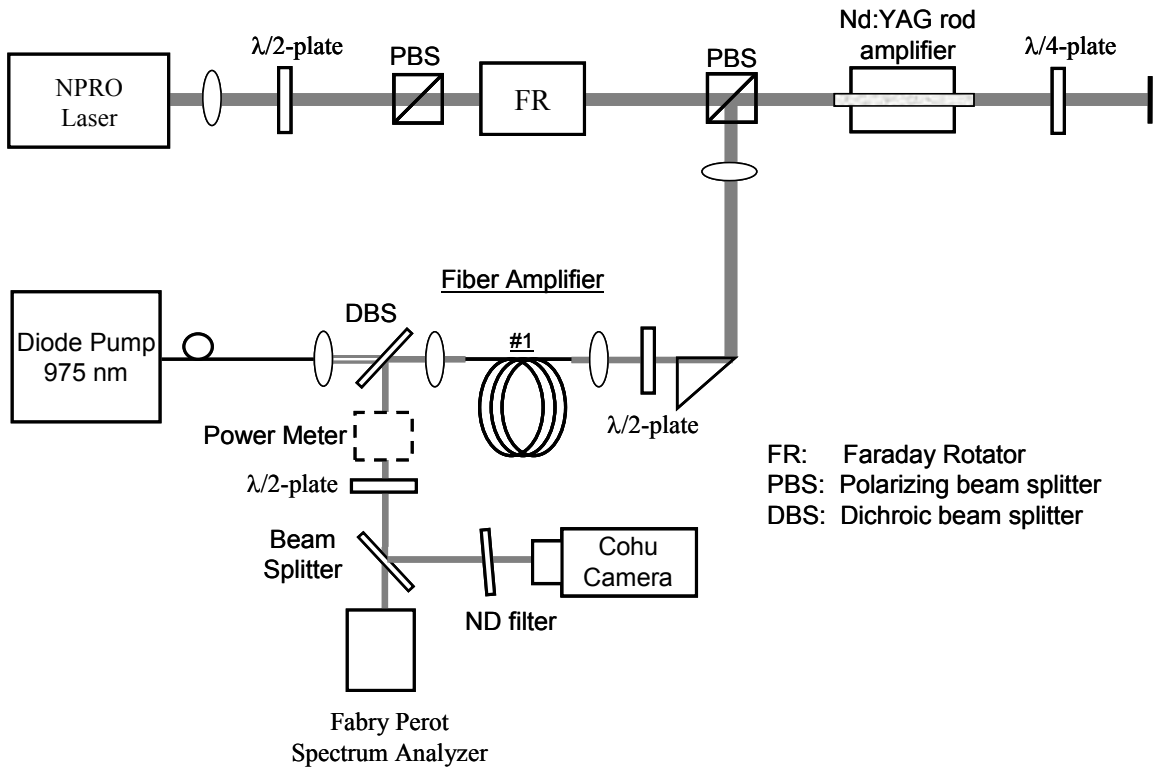 NPRO
Laser
λ/2-plate
PBS
FR
PBS
Nd:YAG rod
amplifier
λ/4-plate
Fiber Amplifier
Diode Pump
975 nm
DBS
#1
λ/2-plate
Power Meter
λ/2-plate
Beam
Splitter
Cohu
Camera
ND filter
Fabry Perot
Spectrum Analyzer
FR: Faraday Rotator
PBS: Polarizing beam splitter
DBS: Dichroic beam splitter